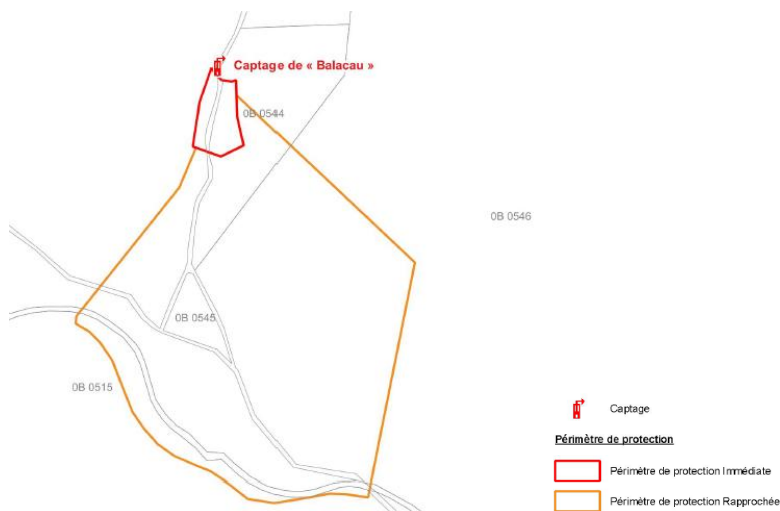 Captage de « Balacau »
0B 0544
0B 0546
0B 0545
0B 0515
Captage
Périmètre de protection
Périmètre de protection Immédiate
Périmètre de protection Rapprochée